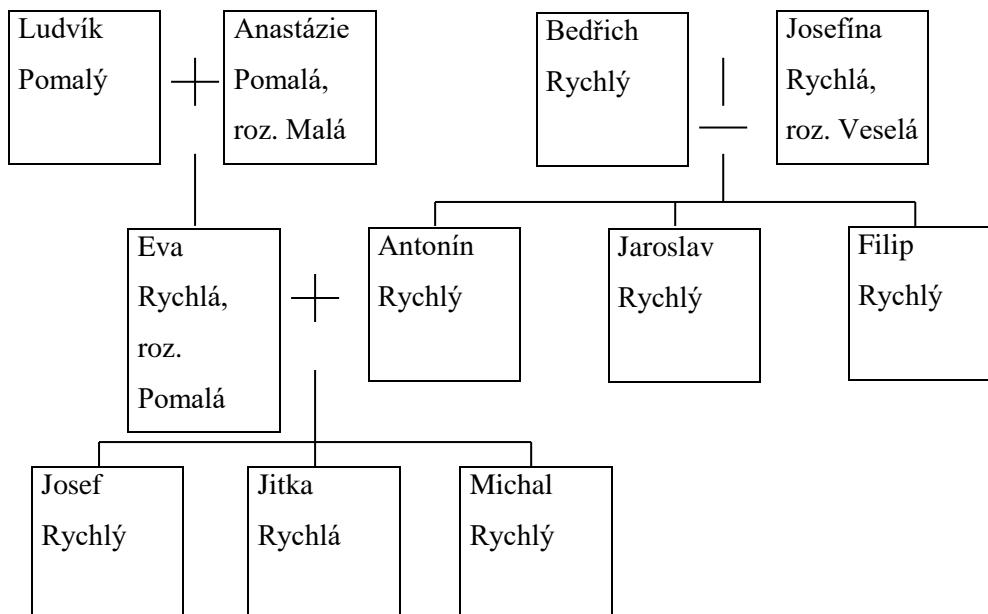 Ludvík
Pomalý
Anastázie
Pomalá,
roz. Malá
Bedřich
Rychlý
Josefína
Rychlá,
roz. Veselá
Eva
Rychlá,
roz.
Pomalá
Antonín
Rychlý
Jaroslav
Rychlý
Filip
Rychlý
Josef
Rychlý
Jitka
Rychlá
Michal
Rychlý